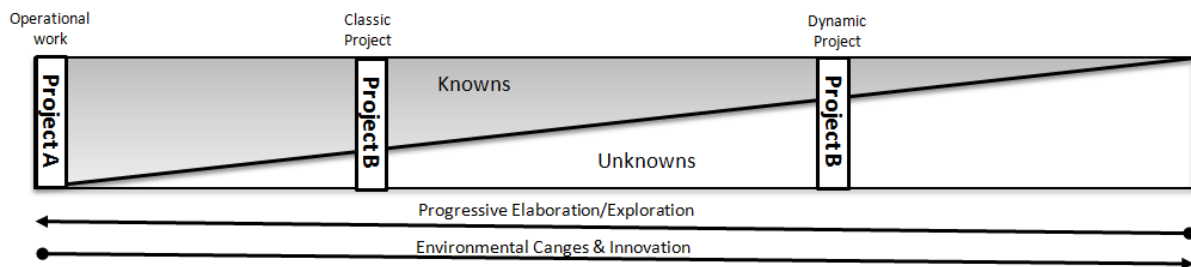 Operational
work
Classic
Project
Dynamic
Project
Project A
Project B
Knowns
Project B
Unknowns
Progressive Elaboration/Exploration
Environmental Canges & Innovation